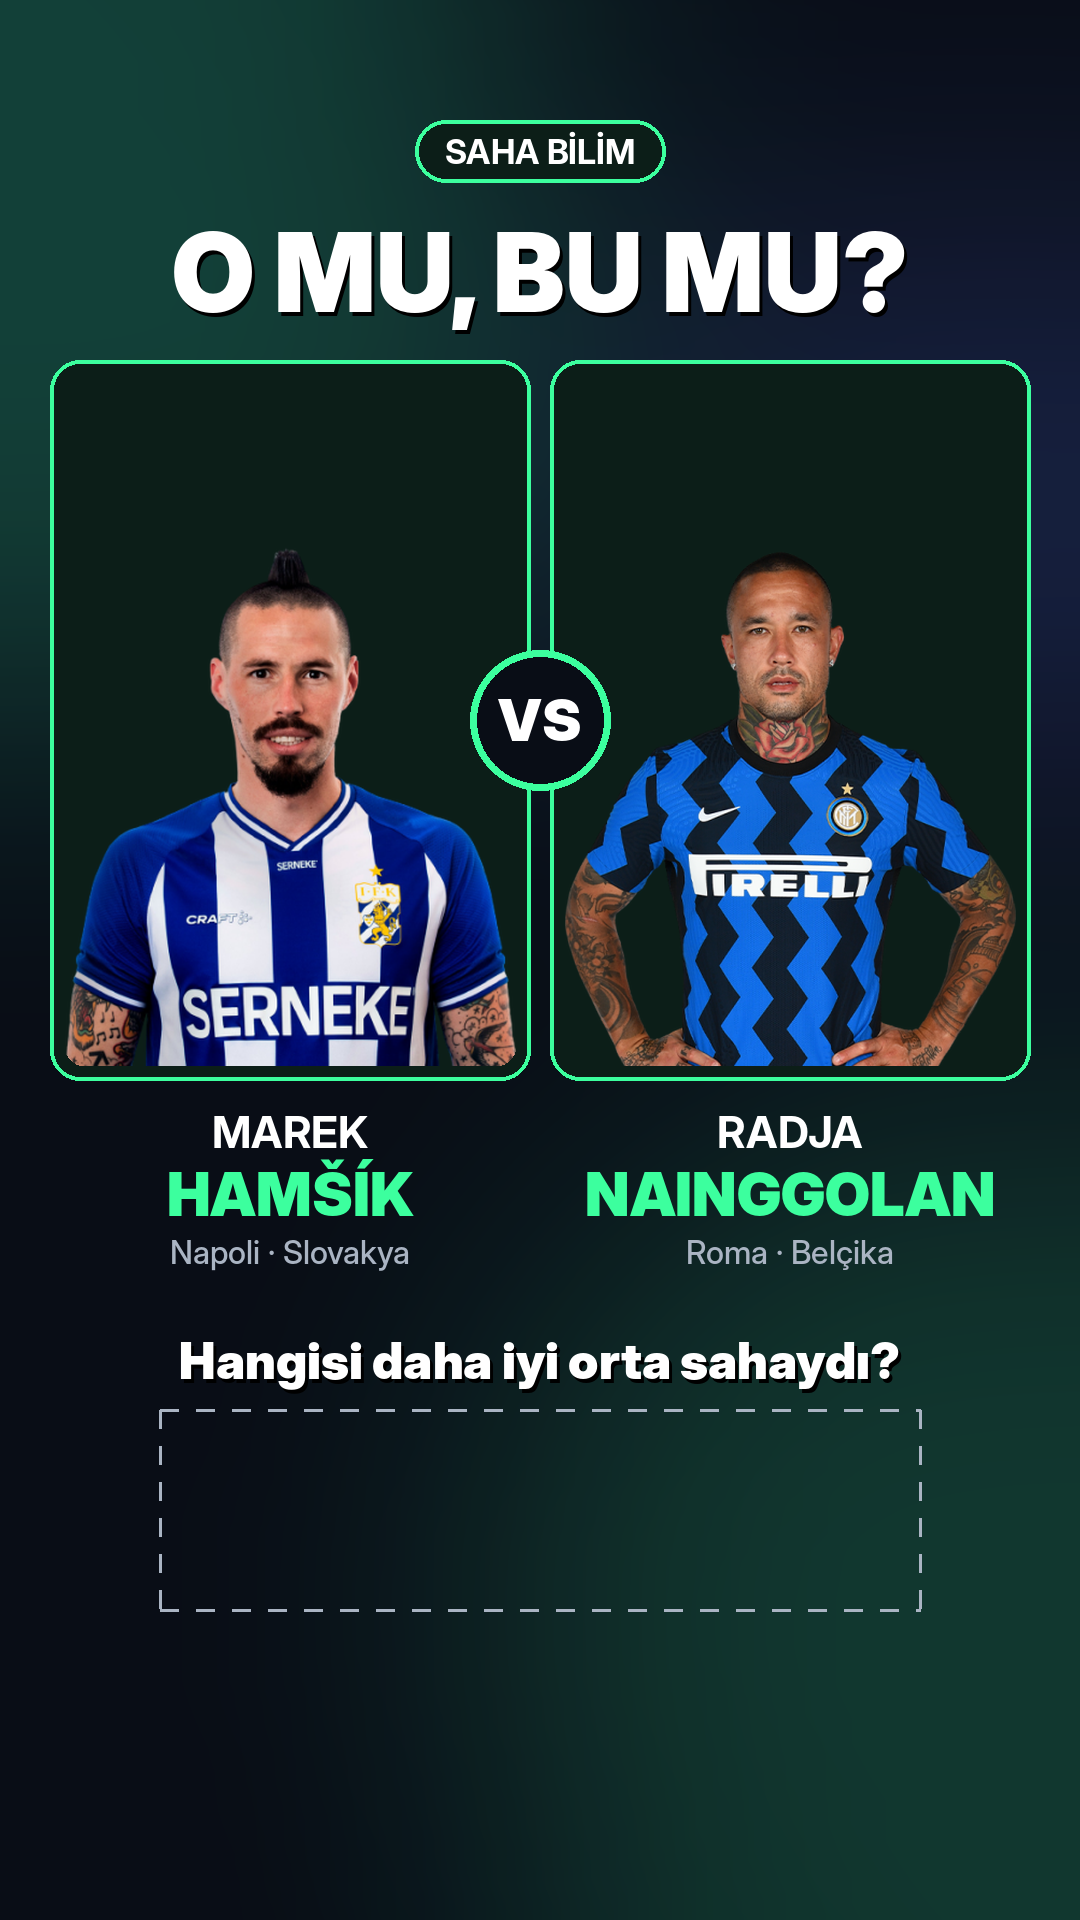 SAHA BİLİM
O MU, BU MU?
VS
SERNEKE
CRAFT
SERNEKE
PIRELLI
MAREK
HAMŠÍK
Napoli · Slovakya
RADJA
NAINGGOLAN
Roma · Belçika
Hangisi daha iyi orta sahaydı?